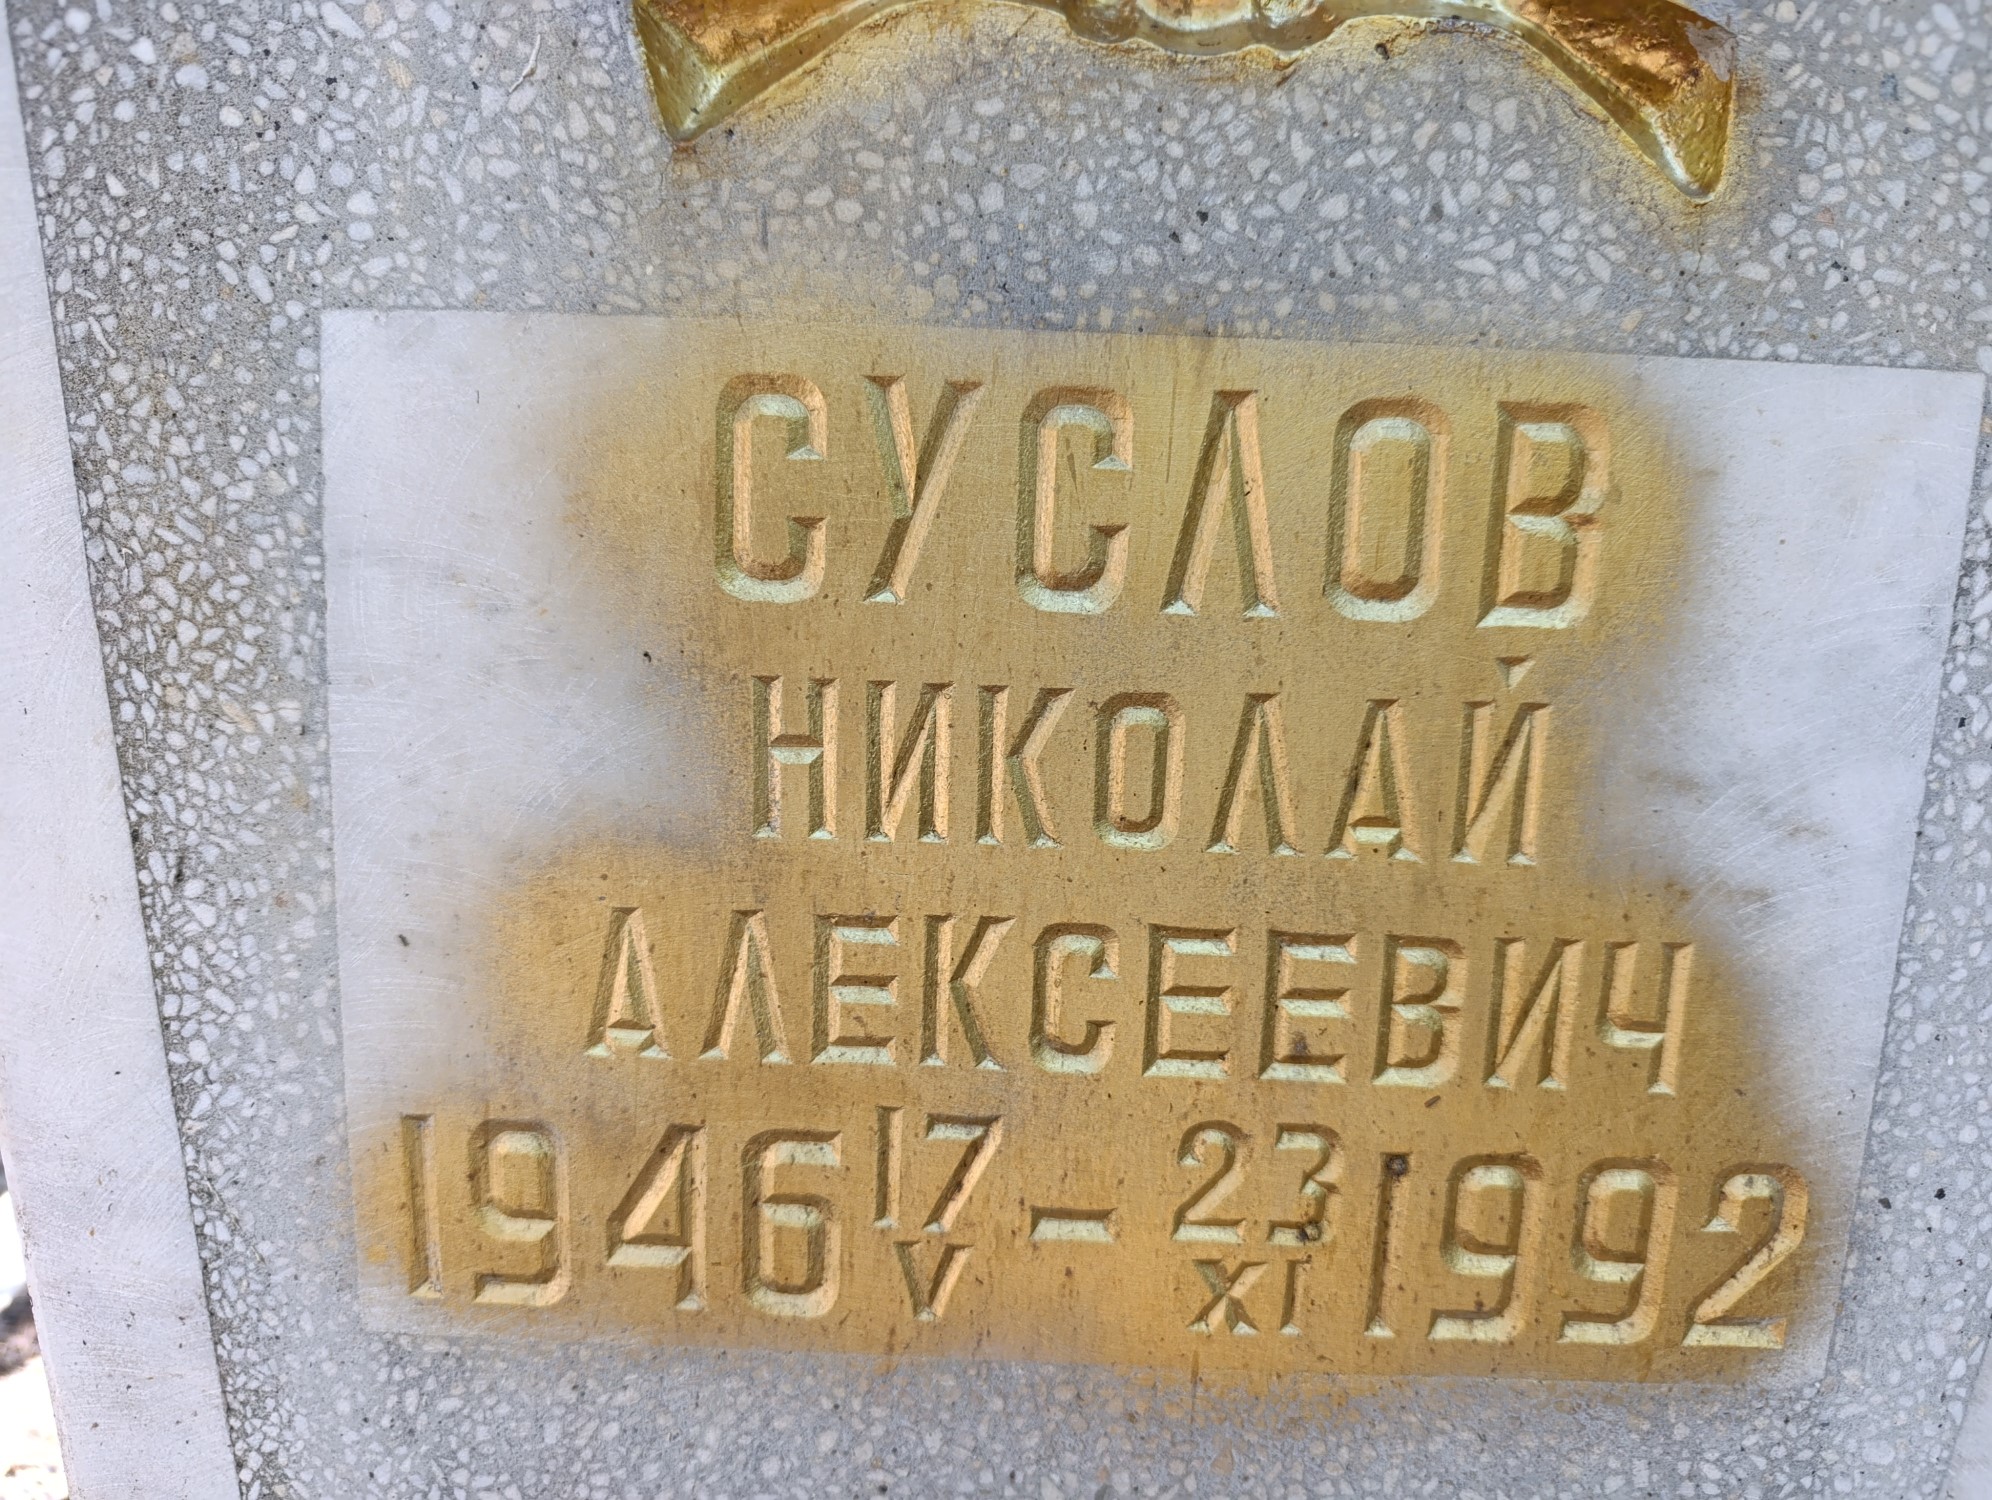 СУСЛОВ
НИКОЛАЙ
АЛЕКСЕЕВИЧ
1946 17/V – 23/XI 1992